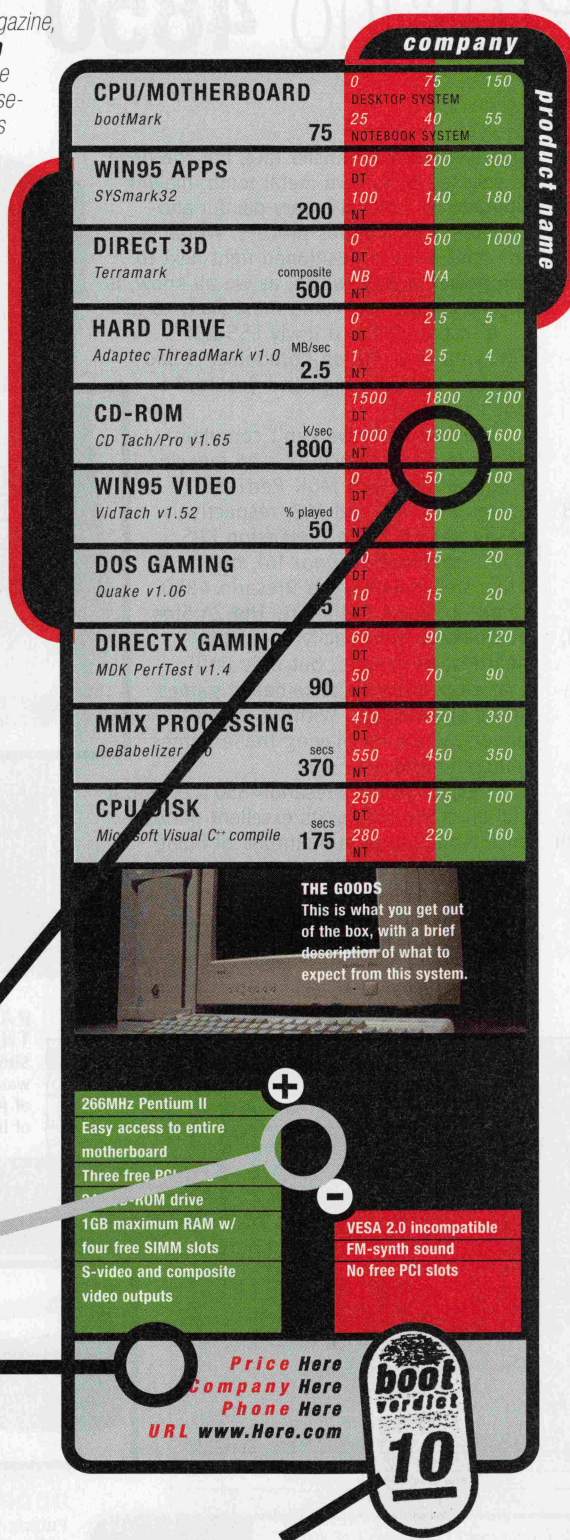 gazine,
e
se-
s
company
product name
CPU/MOTHERBOARD
bootMark
75
0 75 150
DESKTOP SYSTEM
25 40 55
NOTEBOOK SYSTEM
WIN95 APPS
SYSmark32
200
100 200 300
DT
100 140 180
NT
DIRECT 3D
Terramark
composite
500
0 500 1000
DT
NB N/A
NT
HARD DRIVE
Adaptec ThreadMark v1.0
MB/sec
2.5
0 2.5 5
DT
1 2.5 4
NT
CD-ROM
CD Tach/Pro v1.65
K/sec
1800
1500 1800 2100
DT
1000 1300 1600
NT
WIN95 VIDEO
VidTach v1.52
% played
50
0 50 100
DT
0 50 100
NT
DOS GAMING
Quake v1.06
5
15 20
DT
10 15 20
NT
DIRECTX GAMING
MDK PerfTest v1.4
90
60 90 120
DT
50 70 90
NT
MMX PROCESSING
DeBabelizer
secs
370
410 370 330
DT
550 450 350
NT
CPU/DISK
Microsoft Visual C++ compile
secs
175
250 175 100
DT
280 220 160
NT
THE GOODS
This is what you get out
of the box, with a brief
description of what to
expect from this system.
+
266MHz Pentium II
Easy access to entire
motherboard
Three free PCI
-ROM drive
1GB maximum RAM w/
four free SIMM slots
S-video and composite
video outputs
-
VESA 2.0 incompatible
FM-synth sound
No free PCI slots
Price Here
Company Here
Phone Here
URL www.Here.com
boot
verdict
10